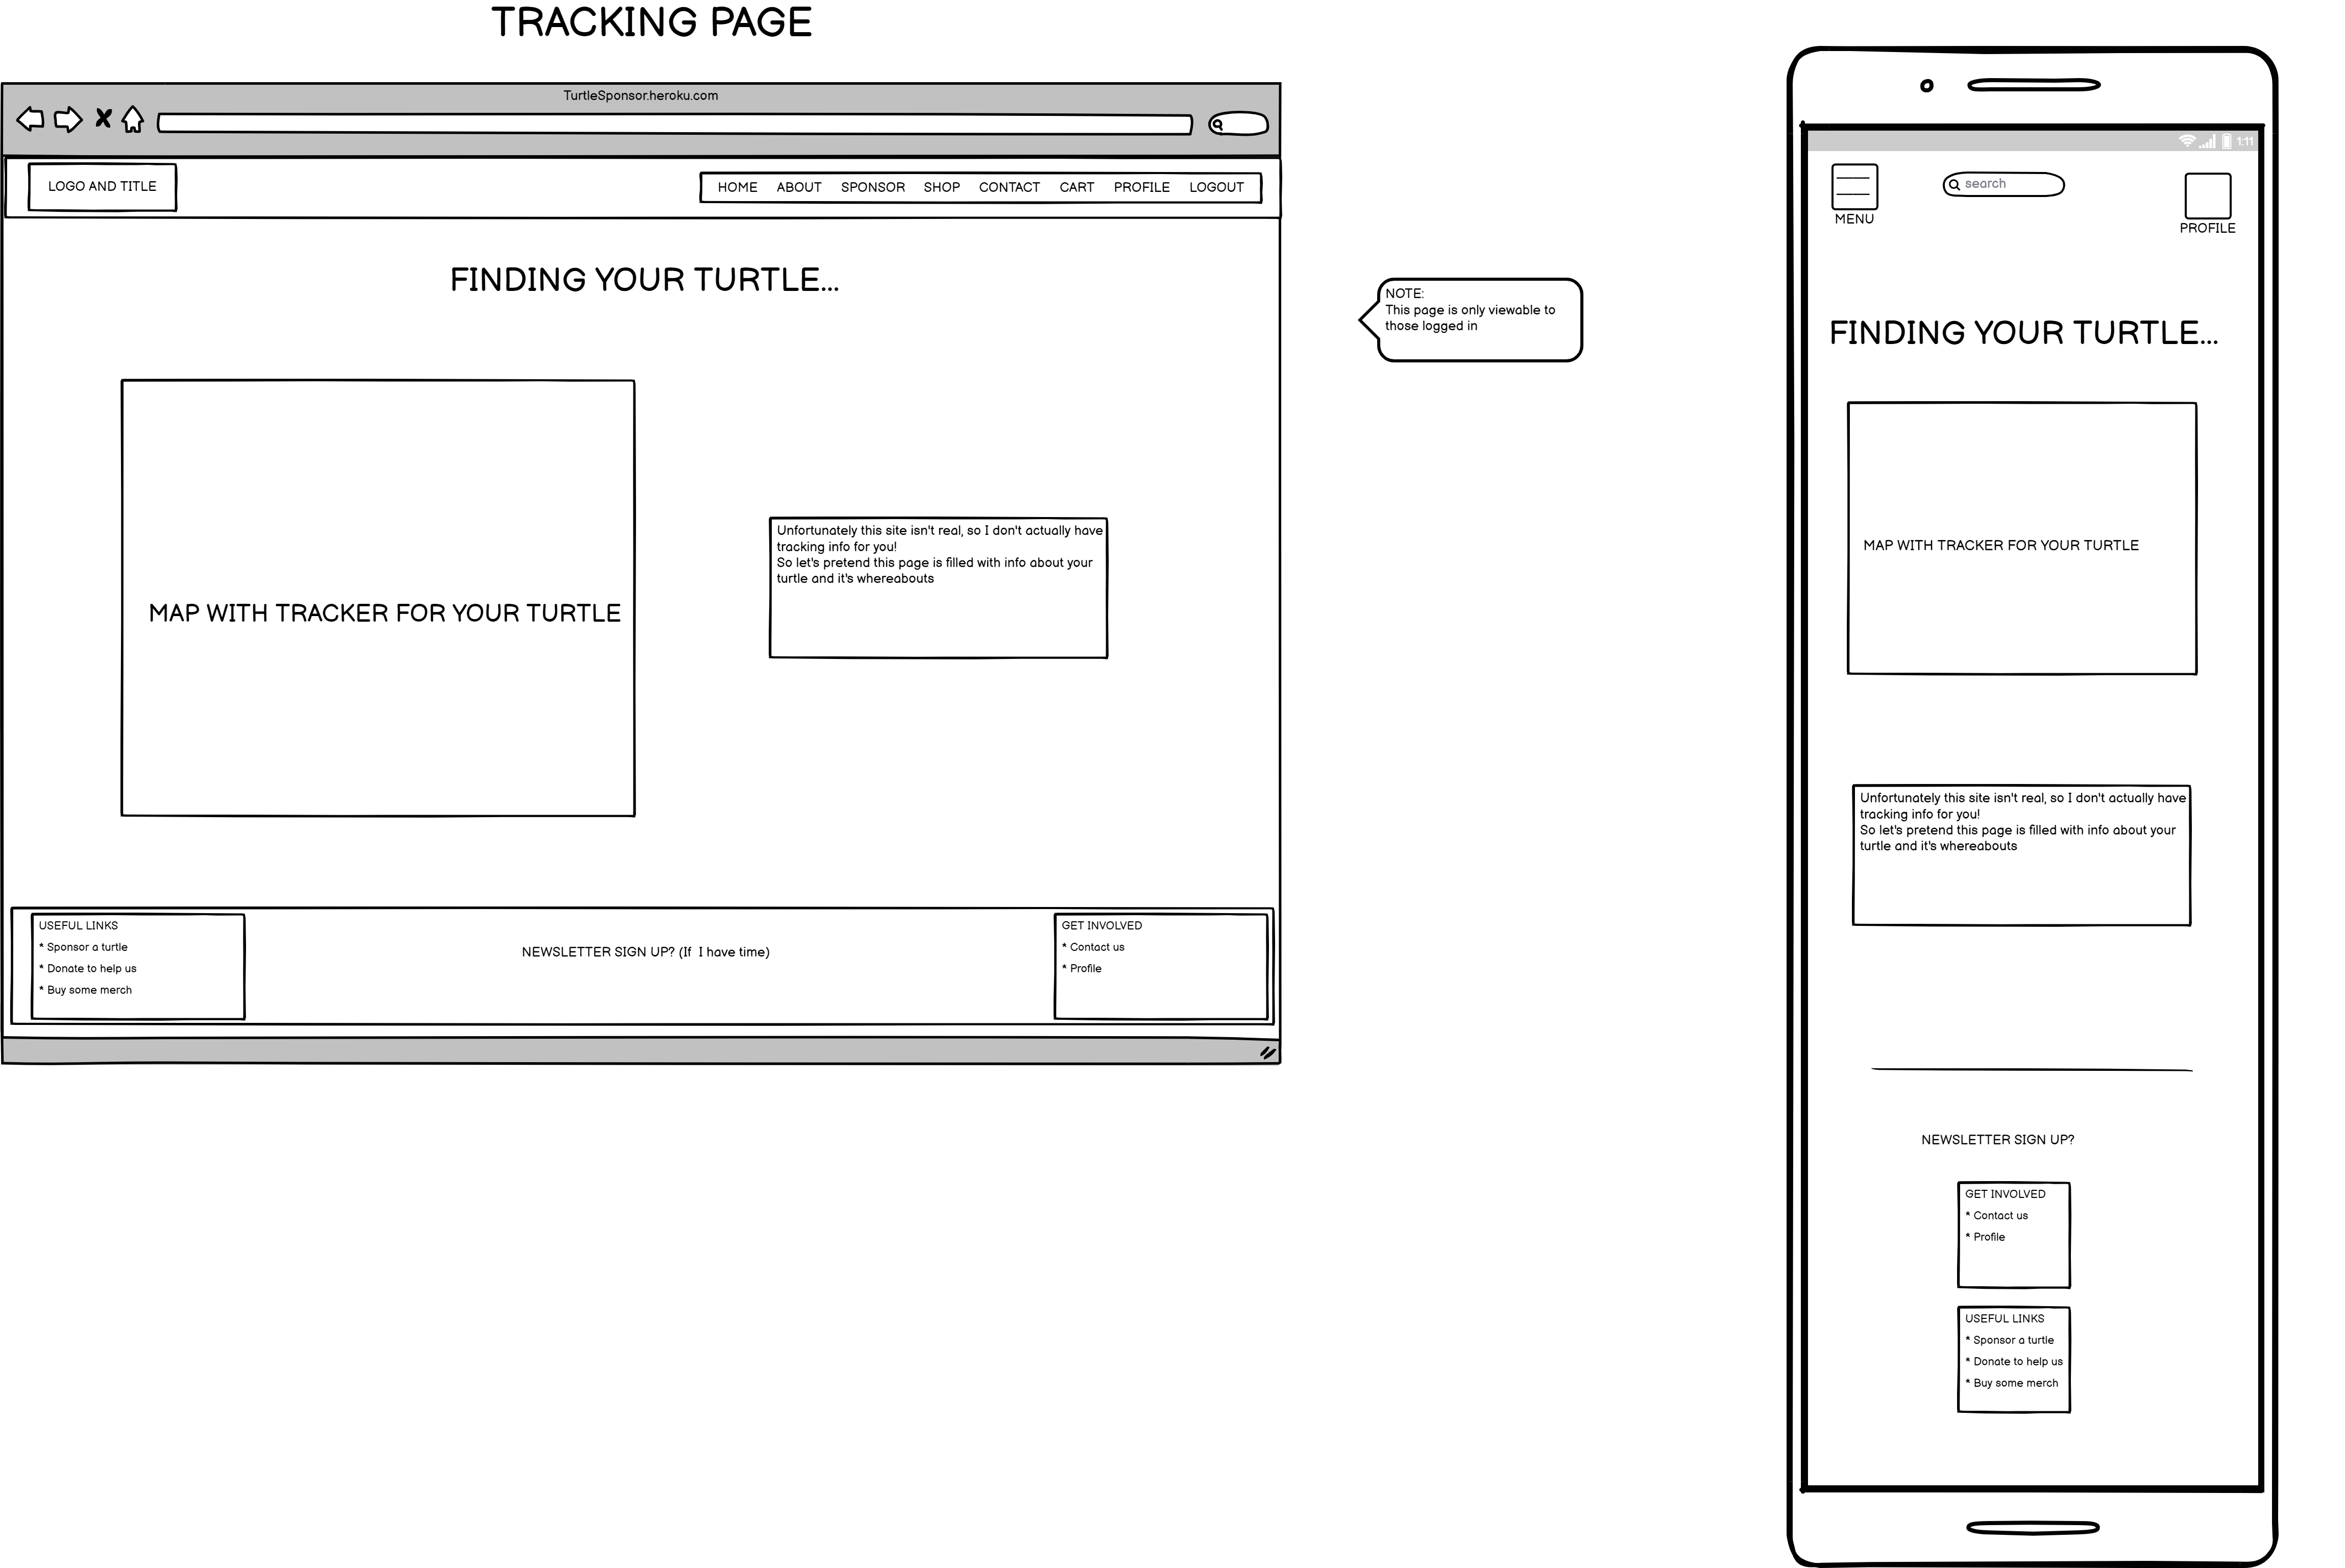 TRACKING PAGE
TurtleSponsor.heroku.com
LOGO AND TITLE
HOME ABOUT SPONSOR SHOP CONTACT CART PROFILE LOGOUT
FINDING YOUR TURTLE...
MAP WITH TRACKER FOR YOUR TURTLE
Unfortunately this site isn't real, so I don't actually have
tracking info for you!
So let's pretend this page is filled with info about your
turtle and it's whereabouts
USEFUL LINKS
* Sponsor a turtle
* Donate to help us
* Buy some merch
NEWSLETTER SIGN UP? (If I have time)
GET INVOLVED
* Contact us
* Profile
NOTE:
This page is only viewable to
those logged in
1:11
MENU
search
PROFILE
FINDING YOUR TURTLE...
MAP WITH TRACKER FOR YOUR TURTLE
Unfortunately this site isn't real, so I don't actually have
tracking info for you!
So let's pretend this page is filled with info about your
turtle and it's whereabouts
NEWSLETTER SIGN UP?
GET INVOLVED
* Contact us
* Profile
USEFUL LINKS
* Sponsor a turtle
* Donate to help us
* Buy some merch